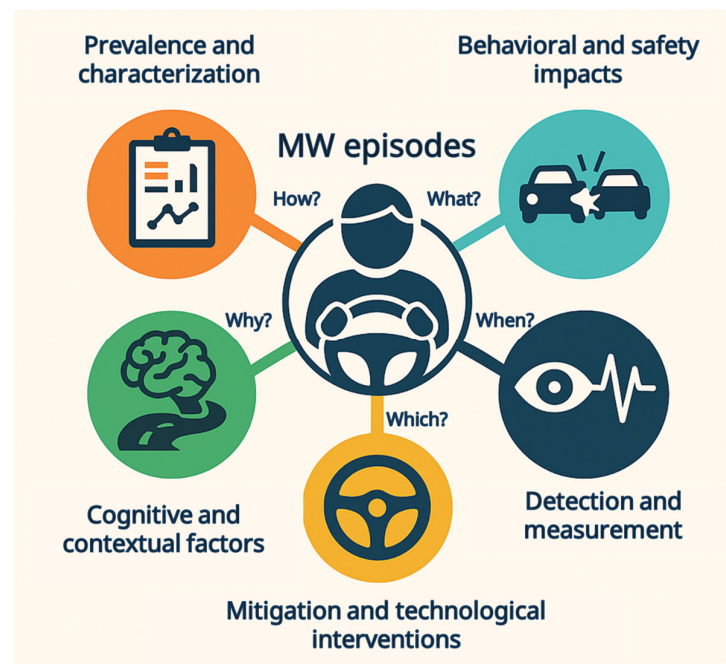 Prevalence and
characterization
Behavioral and safety
impacts
MW episodes
How?
What?
Why?
When?
Which?
Cognitive and
contextual factors
Detection and
measurement
Mitigation and technological
interventions